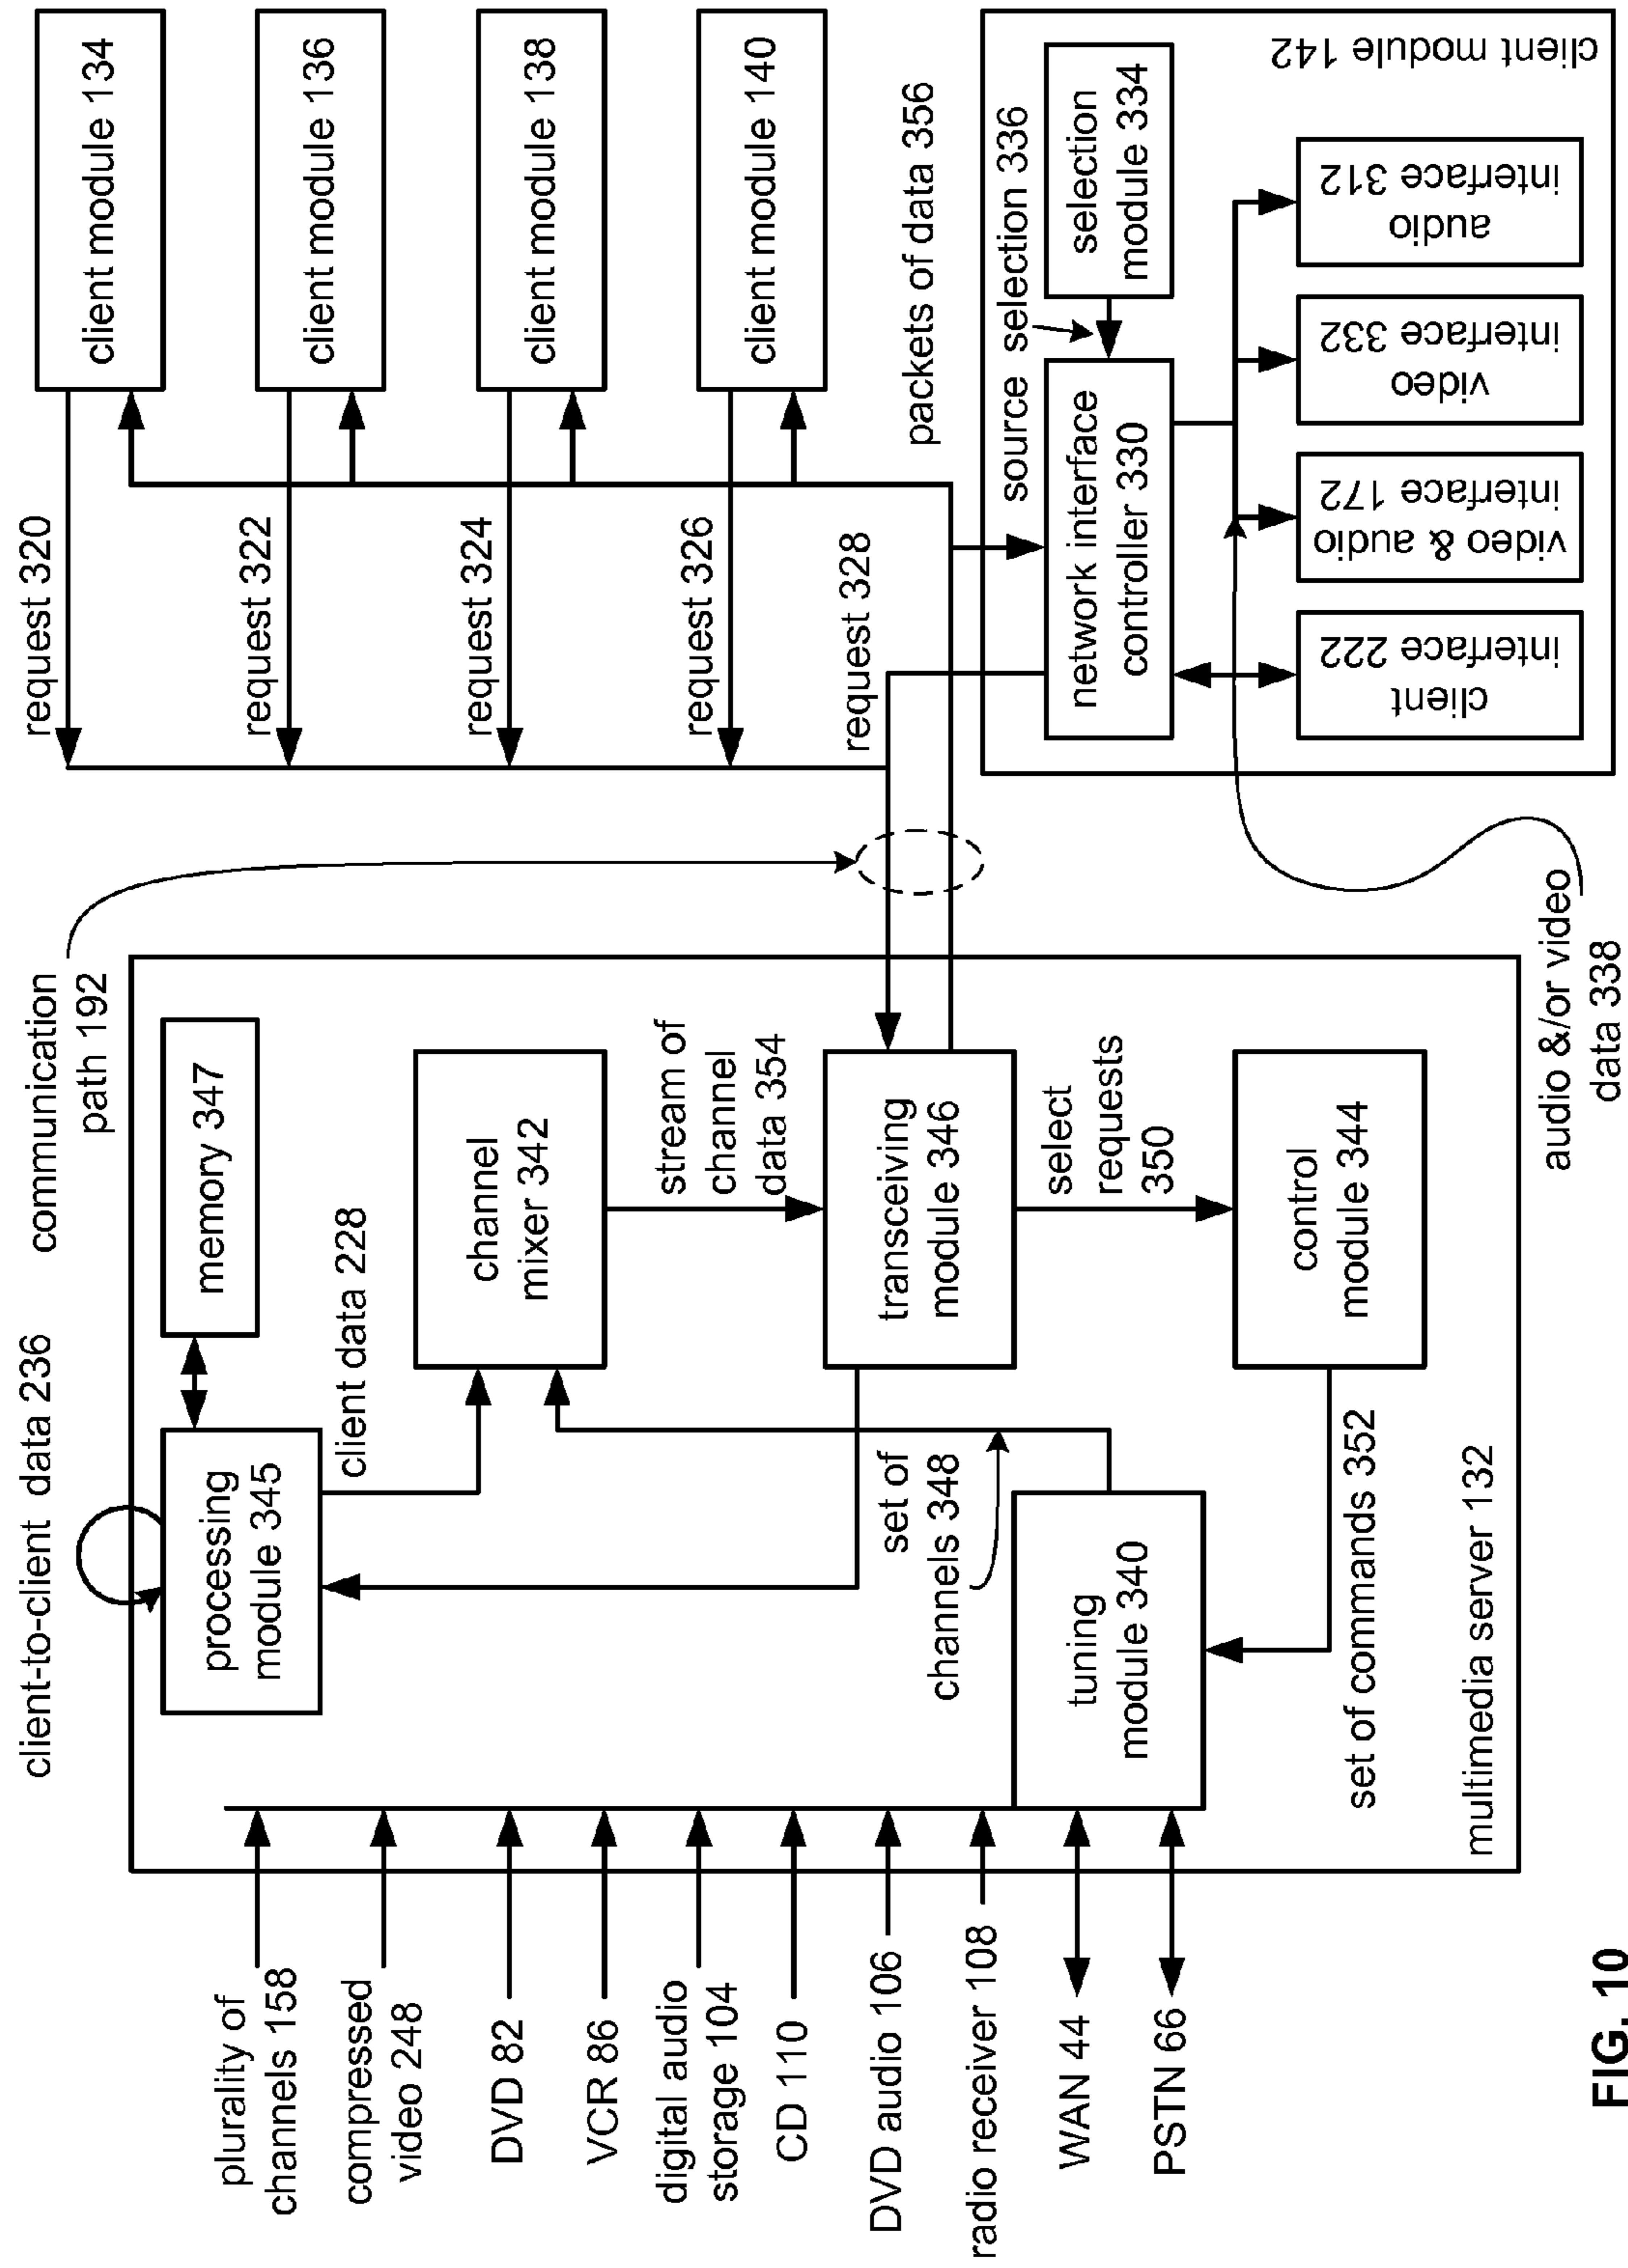 client-to-client data 236
communication
path 192
plurality of
channels 158
compressed
video 248
DVD 82
VCR 86
digital audio
storage 104
CD 110
DVD audio 106
radio receiver 108
WAN 44
PSTN 66
processing
module 345
memory 347
client data 228
channel
mixer 342
stream of
channel
data 354
set of
channels 348
transceiving
module 346
select
requests
350
tuning
module 340
control
module 344
set of commands 352
multimedia server 132
request 320
client module 134
request 322
client module 136
request 324
client module 138
request 326
client module 140
request 328
packets of data 356
source selection 336
network interface
controller 330
selection
module 334
client
interface 222
video & audio
interface 172
video
interface 332
audio
interface 312
client module 142
audio &/or video
data 338
FIG. 10